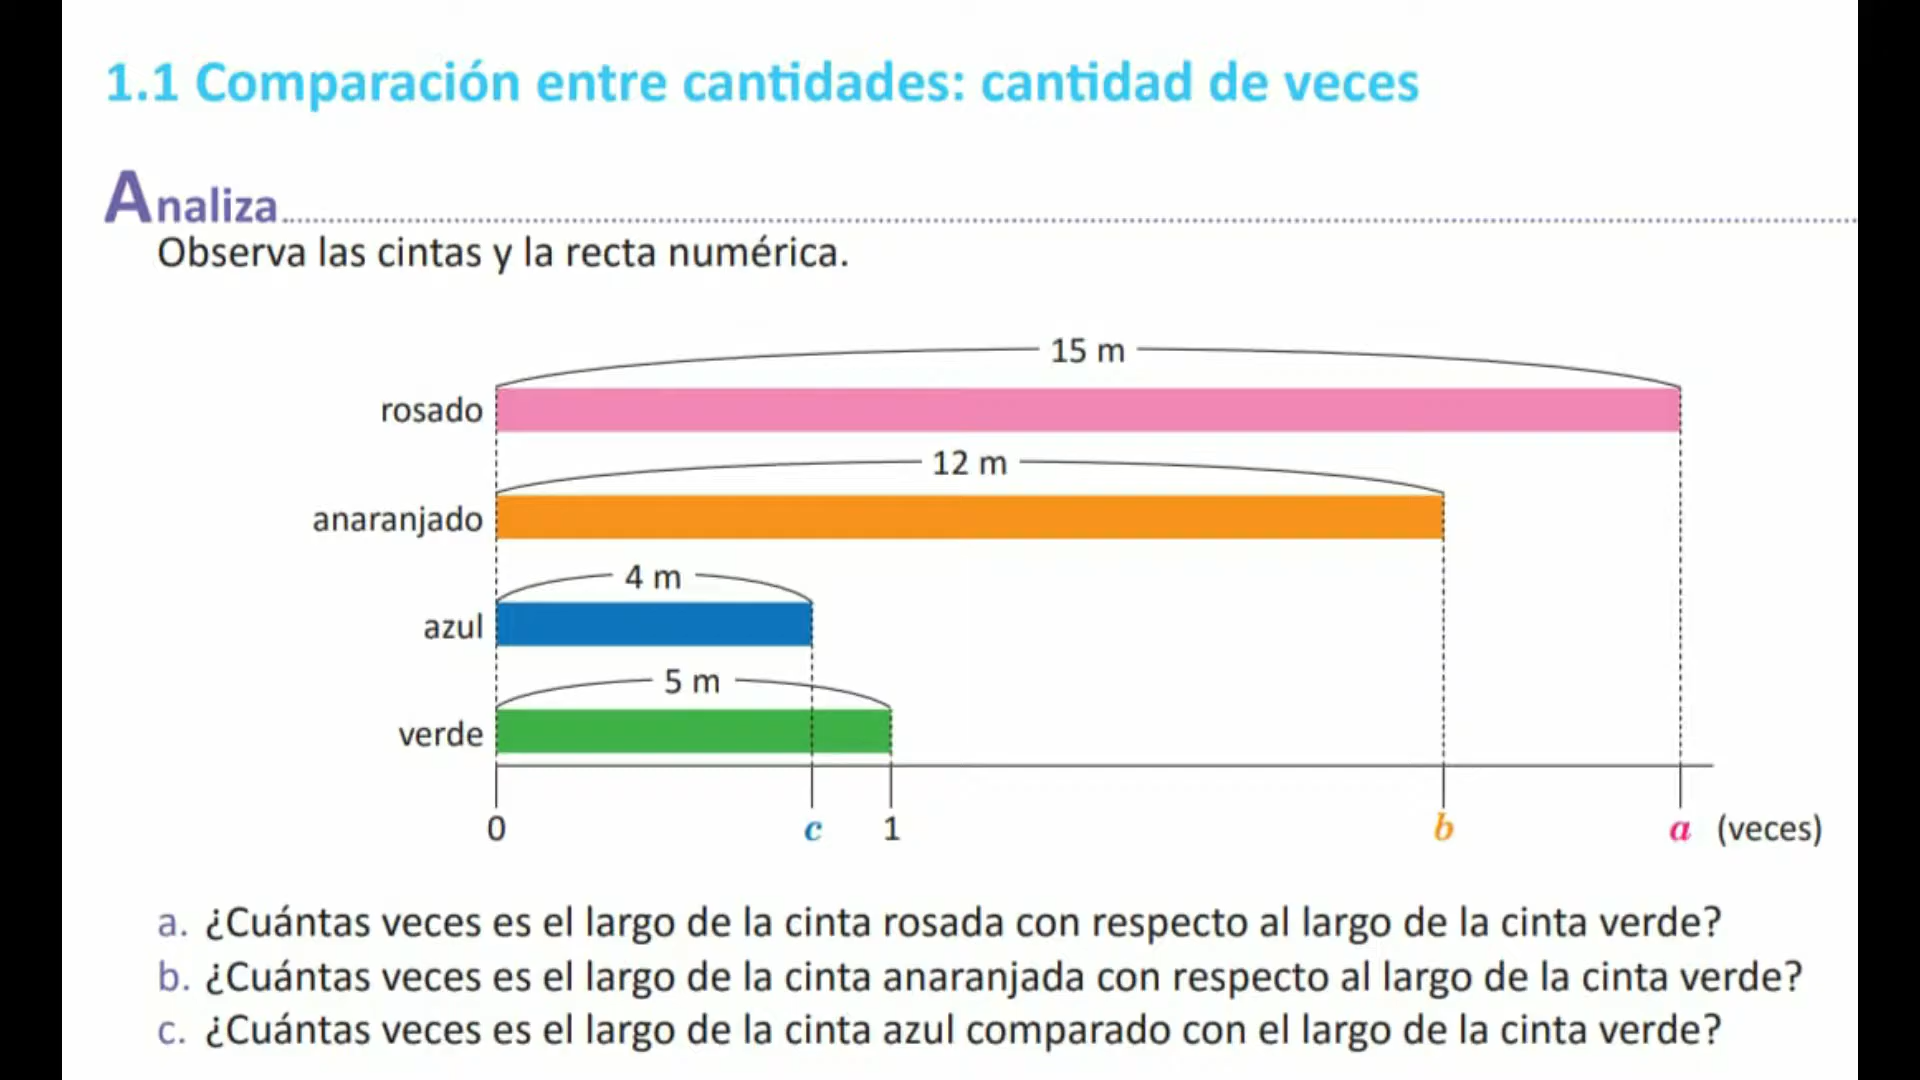 1.1 Comparación entre cantidades: cantidad de veces
Analiza
Observa las cintas y la recta numérica.
15 m
rosado
12 m
anaranjado
4 m
azul
5 m
verde
0 c 1 b a (veces)
a. ¿Cuántas veces es el largo de la cinta rosada con respecto al largo de la cinta verde?
b. ¿Cuántas veces es el largo de la cinta anaranjada con respecto al largo de la cinta verde?
c. ¿Cuántas veces es el largo de la cinta azul comparado con el largo de la cinta verde?